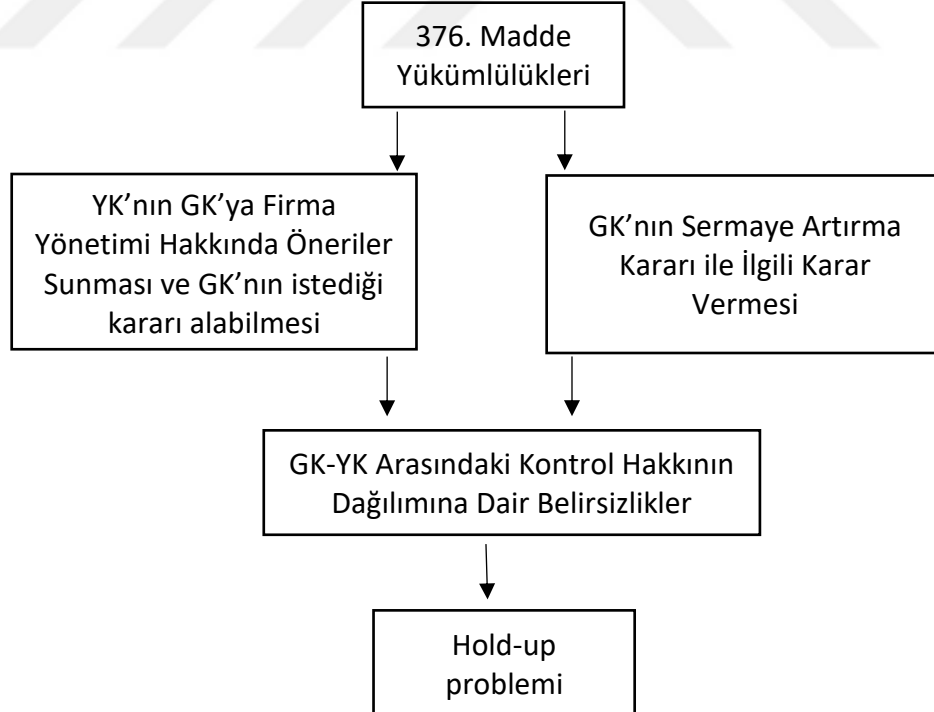 376. Madde
Yükümlülükleri
YK’nın GK’ya Firma
Yönetimi Hakkında Öneriler
Sunması ve GK’nın istediği
kararı alabilmesi
GK’nın Sermaye Artırma
Kararı ile İlgili Karar
Vermesi
GK-YK Arasındaki Kontrol Hakkının
Dağılımına Dair Belirsizlikler
Hold-up
problemi